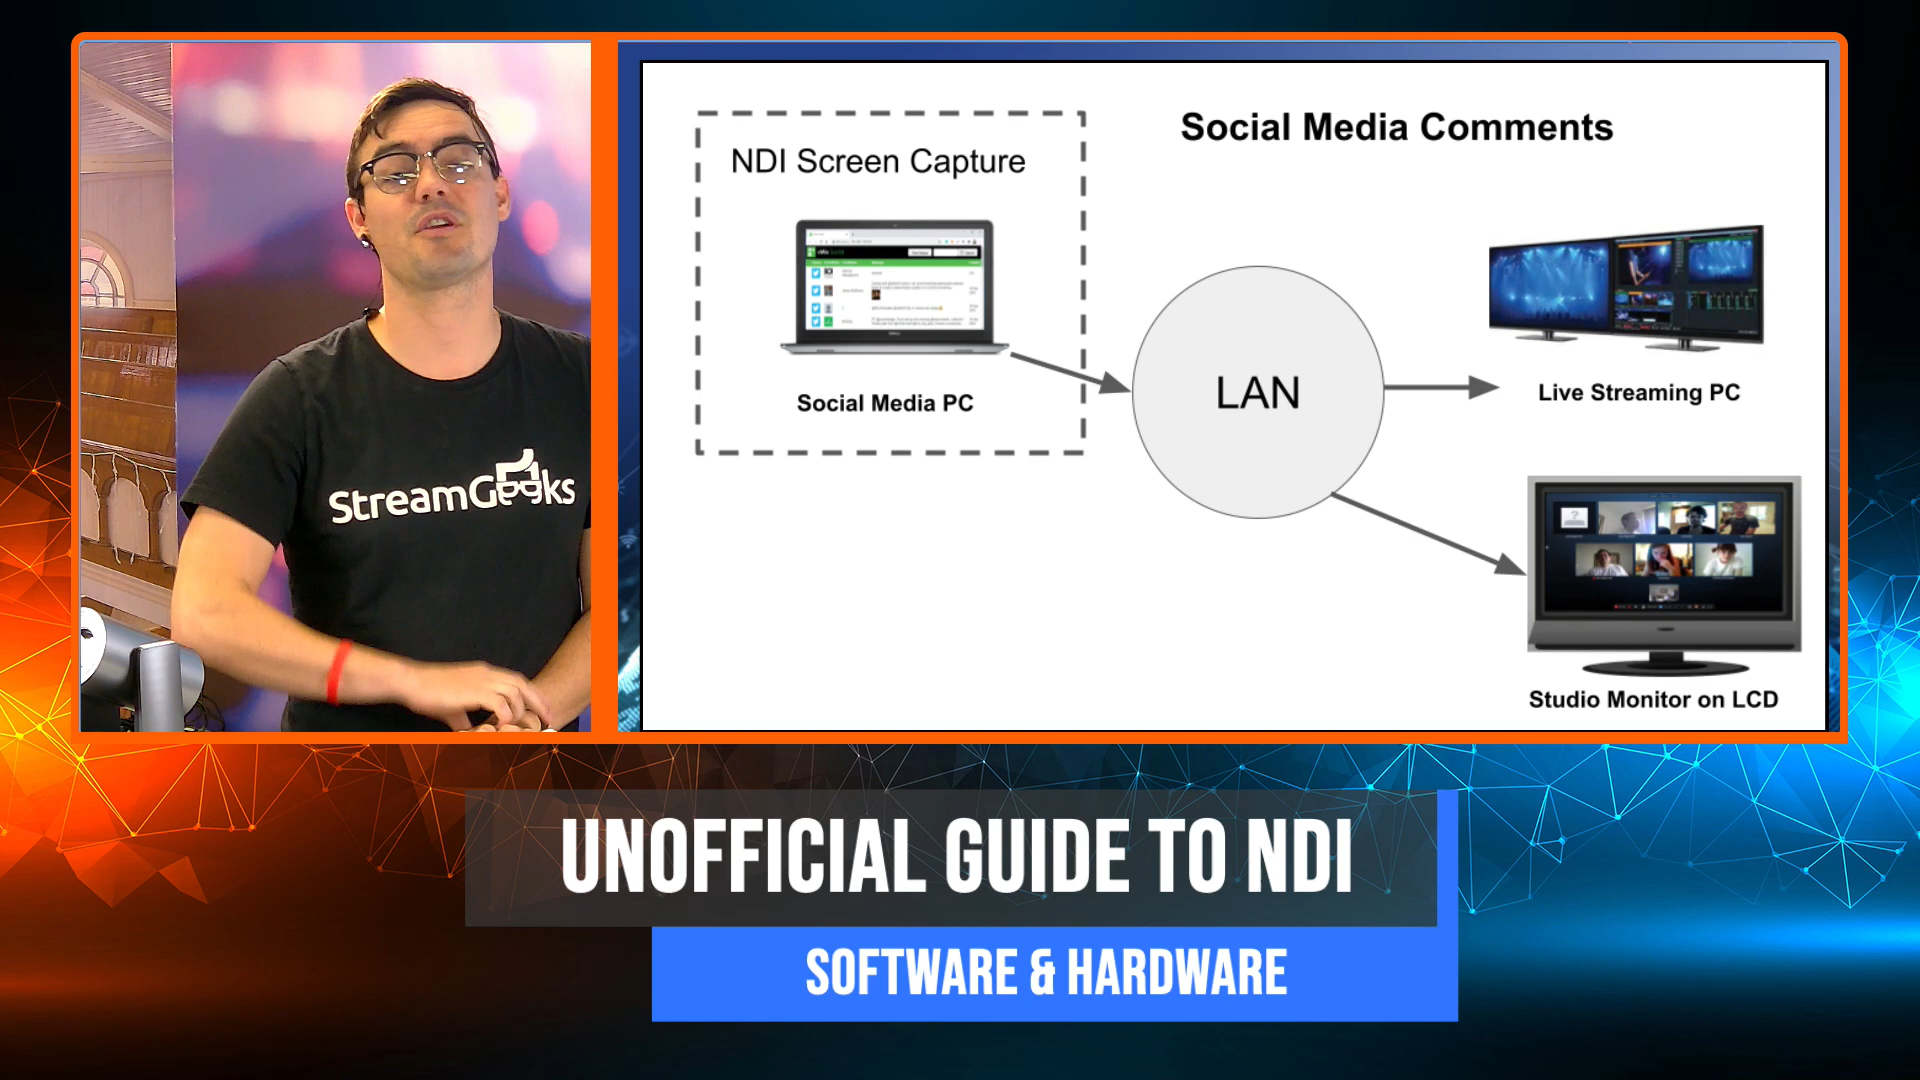 StreamGeeks
NDI Screen Capture
Social Media PC
Social Media Comments
LAN
Live Streaming PC
Studio Monitor on LCD
UNOFFICIAL GUIDE TO NDI
SOFTWARE & HARDWARE